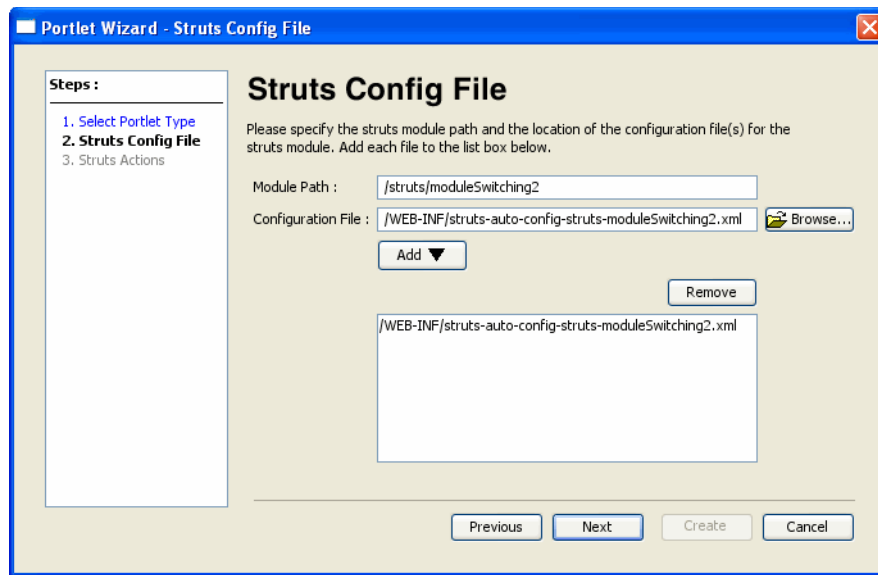 Portlet Wizard - Struts Config File
Steps :
1. Select Portlet Type
2. Struts Config File
3. Struts Actions
Struts Config File
Please specify the struts module path and the location of the configuration file(s) for the
struts module. Add each file to the list box below.
Module Path : /struts/moduleSwitching2
Configuration File : /WEB-INF/struts-auto-config-struts-moduleSwitching2.xml Browse...
Add
Remove
/WEB-INF/struts-auto-config-struts-moduleSwitching2.xml
Previous Next Create Cancel